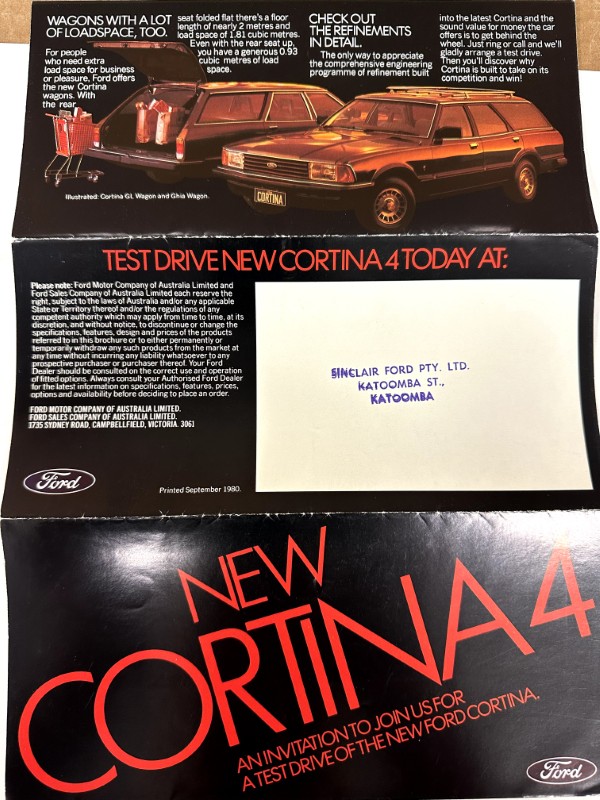 WAGONS WITH A LOT
OF LOADSPACE, TOO.
For people
who need extra
load space for business
or pleasure, Ford offers
the new Cortina
wagons. With
the rear
seat folded flat there's a floor
length of nearly 2 metres and
load space of 1.81 cubic metres.
Even with the rear seat up,
you have a generous 0.93
cubic metres of load
space.
CHECK OUT
THE REFINEMENTS
IN DETAIL.
The only way to appreciate
the comprehensive engineering
programme of refinement built
into the latest Cortina and the
sound value for money the car
offers is to get behind the
wheel. Just ring or call and we'll
gladly arrange a test drive.
Then you'll discover why
Cortina is built to take on its
competition and win!
Ford
CORTINA
Illustrated: Cortina GL Wagon and Ghia Wagon.
TEST DRIVE NEW CORTINA 4 TODAY AT:
Please note: Ford Motor Company of Australia Limited and
Ford Sales Company of Australia Limited each reserve the
right, subject to the laws of Australia and/or any applicable
State or Territory thereof and/or the regulations of any
competent authority which may apply from time to time, at its
discretion, and without notice, to discontinue or change the
specifications, features, design and prices of the products
referred to in this brochure or to either permanently or
temporarily withdraw any such products from the market at
any time without incurring any liability whatsoever to any
prospective purchaser or purchaser thereof. Your Ford
Dealer should be consulted on the correct use and operation
of fitted options. Always consult your Authorised Ford Dealer
for the latest information on specifications, features, prices,
options and availability before deciding to place an order.
FORD MOTOR COMPANY OF AUSTRALIA LIMITED.
FORD SALES COMPANY OF AUSTRALIA LIMITED.
1735 SYDNEY ROAD, CAMPBELLFIELD, VICTORIA. 3061
Ford
Printed September 1980.
SINCLAIR FORD PTY. LTD.
KATOOMBA ST.,
KATOOMBA
NEW
CORTINA 4
AN INVITATION TO JOIN US FOR
A TEST DRIVE OF THE NEW FORD CORTINA.
Ford